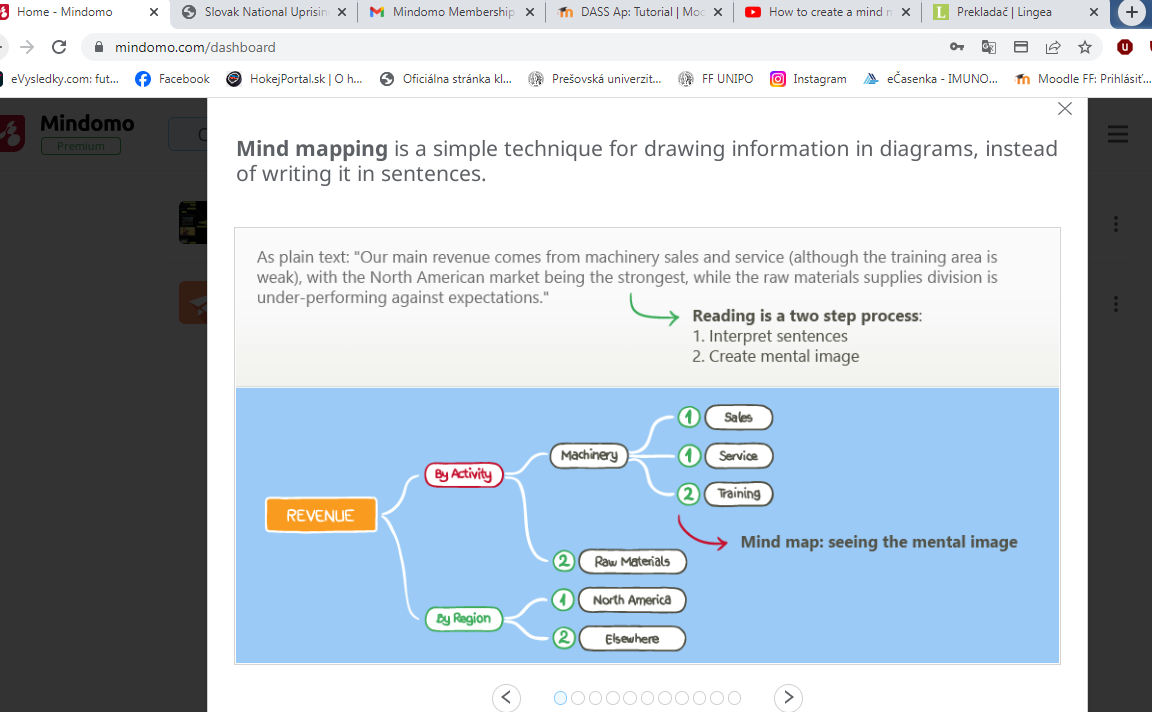 Home - Mindomo
Slovak National Uprisin
Mindomo Membership
DASS Ap: Tutorial | Moo
How to create a mind m
L Prekladač | Lingea
mindomo.com/dashboard
eVysledky.com: fut...
Facebook
HokejPortal.sk | O h...
Oficiálna stránka kl...
Prešovská univerzit...
FF UNIPO
Instagram
eČasenka - IMUNO...
Moodle FF: Prihlásiť...
Mindomo
Premium
Mind mapping is a simple technique for drawing information in diagrams, instead
of writing it in sentences.
As plain text: "Our main revenue comes from machinery sales and service (although the training area is
weak), with the North American market being the strongest, while the raw materials supplies division is
under-performing against expectations."
Reading is a two step process:
1. Interpret sentences
2. Create mental image
1 Sales
Machinery
1 Service
By Activity
2 Training
REVENUE
Mind map: seeing the mental image
2 Raw Materials
1 North America
By Region
2 Elsewhere